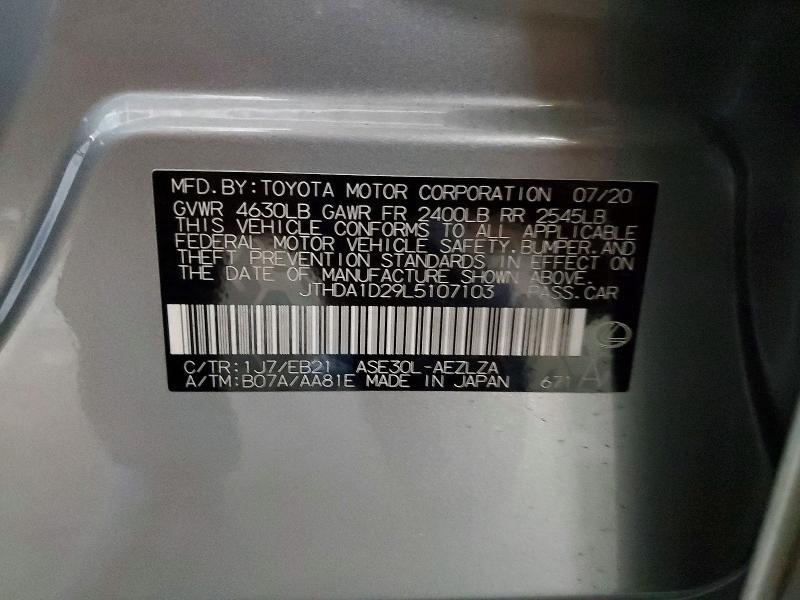 MFD.BY:TOYOTA MOTOR CORPORATION 07/20
GVWR 4630LB GAWR FR 2400LB RR 2545LB
THIS VEHICLE CONFORMS TO ALL APPLICABLE
FEDERAL MOTOR VEHICLE SAFETY.BUMPER.AND
THEFT PREVENTION STANDARDS IN EFFECT ON
THE DATE OF MANUFACTURE SHOWN ABOVE.
JTHDA1D29L5107103 PASS.CAR
C/TR:1J7/EB21 ASE30L-AEZLZA
A/TM:B07A/AA81E MADE IN JAPAN 671 A